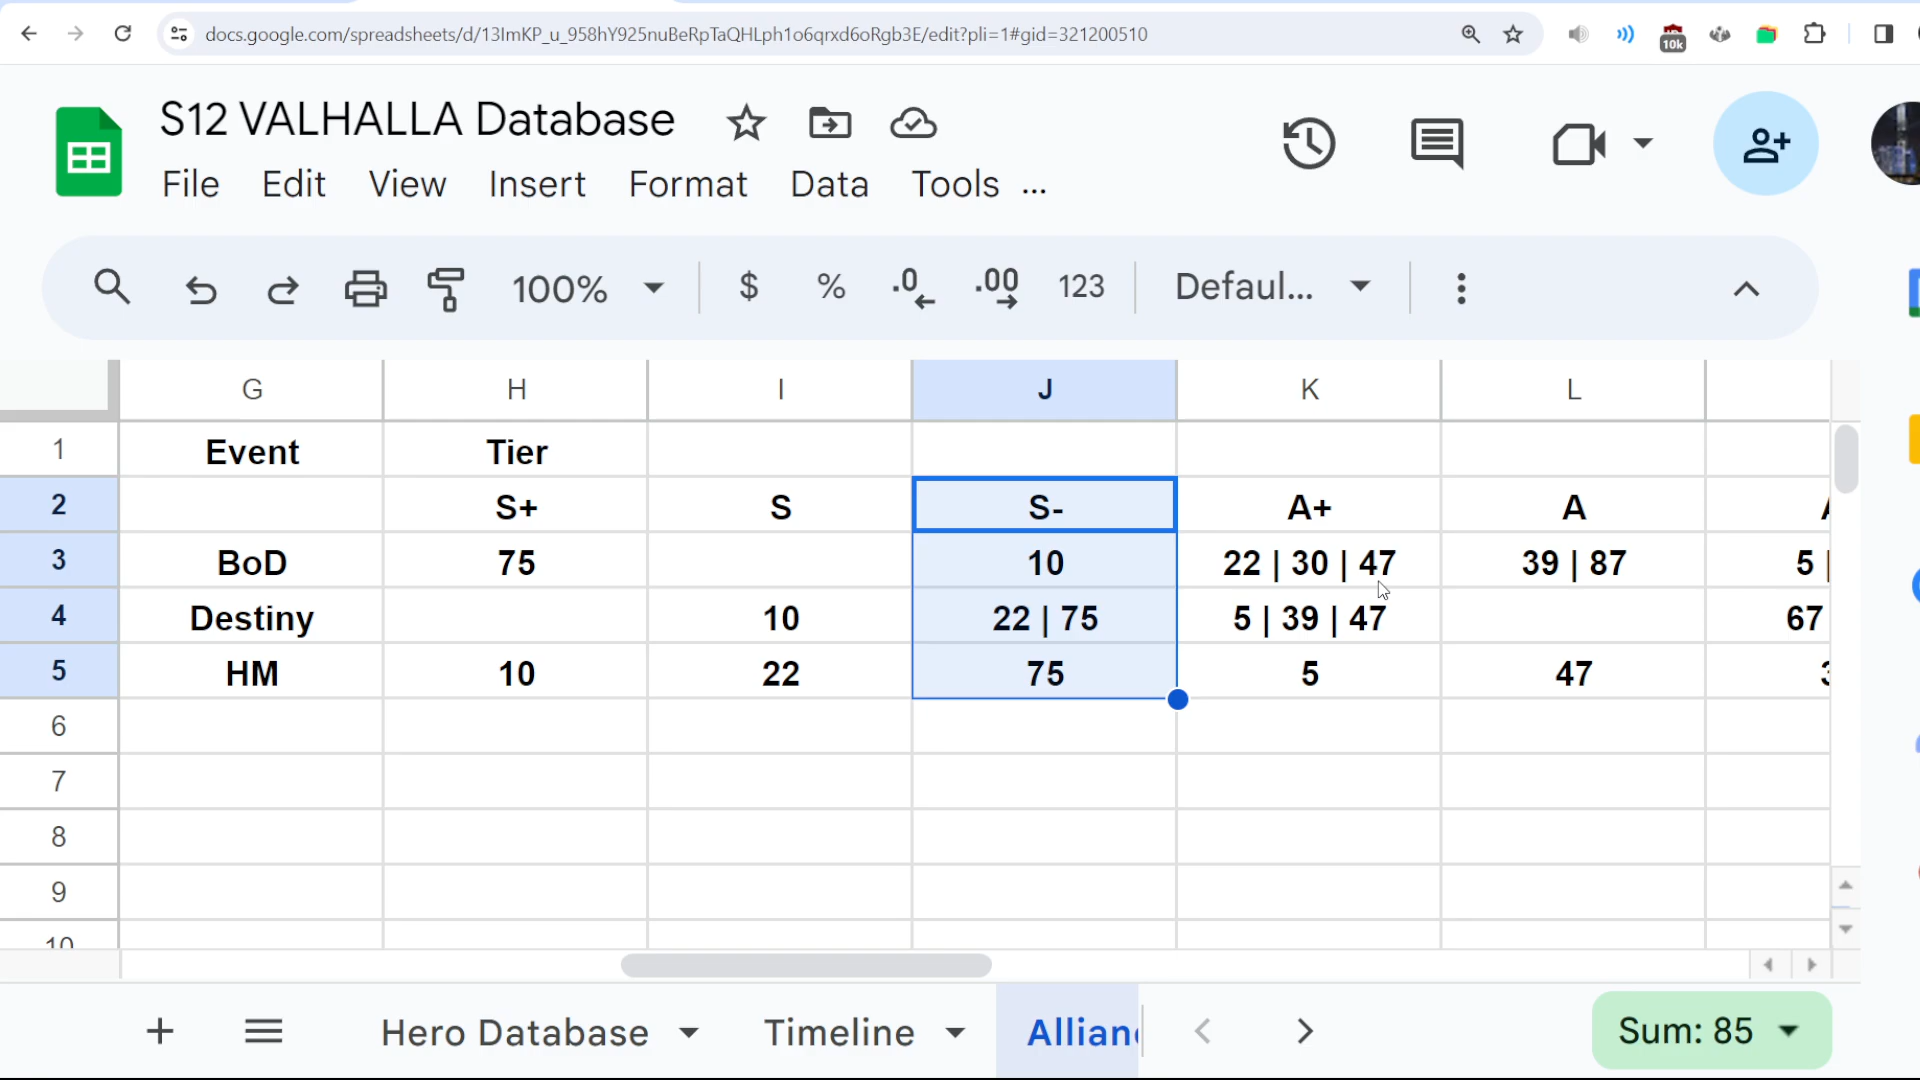 docs.google.com/spreadsheets/d/13ImKP_u_958hY925nuBeRpTaQHLph1o6qrxd6oRgb3E/edit?pli=1#gid=321200510
10k
S12 VALHALLA Database
File Edit View Insert Format Data Tools ...
100% $ % .0 .00 123 Defaul...
G H I J K L
1 Event Tier
2 S+ S S- A+ A
3 BoD 75 10 22 | 30 | 47 39 | 87 5 |
4 Destiny 10 22 | 75 5 | 39 | 47 67
5 HM 10 22 75 5 47
6
7
8
9
10
+ Hero Database Timeline Allian Sum: 85